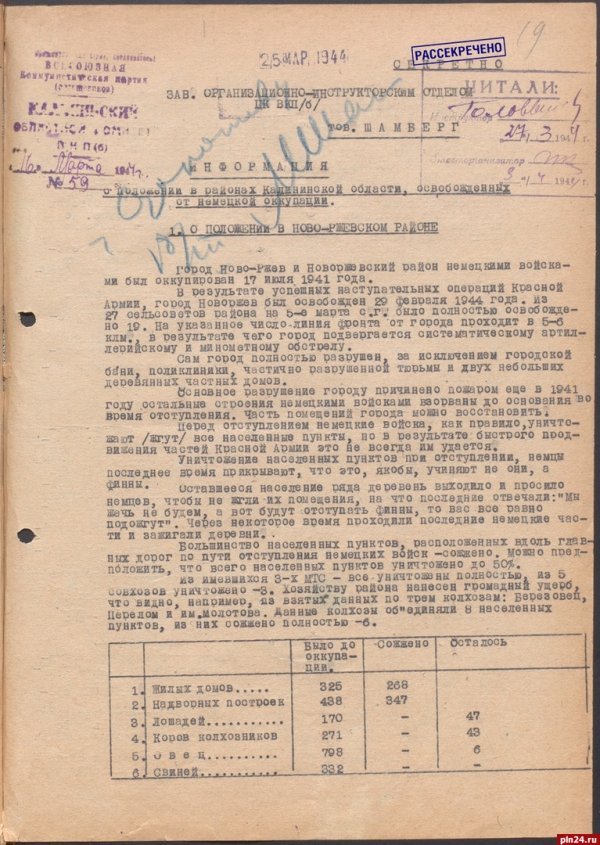 19
25 МАР. 1944
РАССЕКРЕЧЕНО
СЕКРЕТНО
ВСЕСОЮЗНАЯ
Коммунистическая партия
(большевиков)
КАЛИНИНСКИЙ
ОБЛАСТНОЙ КОМИТЕТ
В К П (б)
16 Марта 1944 г.
№ 59
ЗАВ. ОРГАНИЗАЦИОННО-ИНСТРУКТОРСКИМ ОТДЕЛОМ
ЦК ВКП/б/
тов. ШАМБЕРГ
ЧИТАЛИ:
27/3 1944 г.
3/4 1944 г.
ИНФОРМАЦИЯ
о положении в районах Калининской области, освобожденных
от немецкой оккупации.
1. О ПОЛОЖЕНИИ В НОВО-РЖЕВСКОМ РАЙОНЕ
Город Ново-Ржев и Новоржевский район немецкими войска-
ми был оккупирован 17 июля 1941 года.
В результате успешных наступательных операций Красной
Армии, город Новоржев был освобожден 29 февраля 1944 года. Из
27 сельсоветов района на 5-е марта с.г. было полностью освобожде-
но 19. На указанное число линия фронта от города проходит в 5-6
клм., в результате чего город подвергается систематическому артил-
лерийскому и минометному обстрелу.
Сам город полностью разрушен, за исключением городской
бани, поликлиники, частично разрушенной тюрьмы и двух небольших
деревянных частных домов.
Основное разрушение городу причинено пожаром еще в 1941
году остальные строения немецкими войсками взорваны до основания во
время отступления. Часть помещений города можно восстановить.
Перед отступлением немецкие войска, как правило, уничто-
жают /жгут/ все населенные пункты, но в результате быстрого прод-
вижения частей Красной Армии это не всегда им удается.
Уничтожение населенных пунктов при отступлении, немцы
последнее время прикрывают, что это, якобы, учиняют не они, а
финны.
Оставшееся население ряда деревень выходило и просило
немцев, чтобы не жгли их помещения, на что последние отвечали: "Мы
жечь не будем, а вот будут отступать финны, то вас все равно
подожгут". Через некоторое время проходили последние немецкие час-
ти и зажигали деревни.
Большинство населенных пунктов, расположенных вдоль глав-
ных дорог по пути отступления немецких войск - сожжено. Можно пред-
положить, что всего населенных пунктов уничтожено до 50%.
Из имевшихся 3-х МТС - все уничтожены полностью, из 5
совхозов уничтожено -3. Хозяйству района нанесен громадный ущерб,
что видно, например, из взятых данных по трем колхозам: Березовец,
Перелом и им. Молотова. Данные колхозы об"единяли 8 населенных
пунктов, из них сожжено полностью -6.
Было до оккупа- ции. Сожжено Осталось
1. Жилых домов..... 325 268
2. Надворных построек 438 347
3. Лошадей......... 170 - 47
4. Коров колхозников 271 - 43
5. Овец.......... 798 - 6
6. Свиней........... 332 - -
pln24.ru